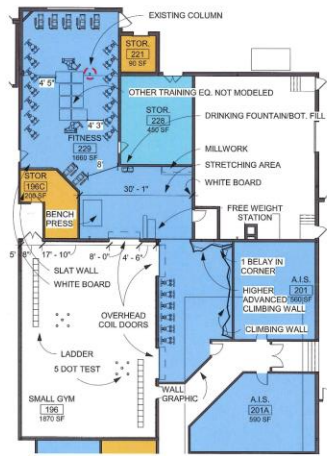 EXISTING COLUMN
STOR.
221
90 SF
4' 5"
OTHER TRAINING EQ. NOT MODELED
STOR.
228
450 SF
DRINKING FOUNTAIN/BOT. FILL
4' 3"
FITNESS
229
1660 SF
MILLWORK
8'
STRETCHING AREA
STOR
196C
200 SF
30' - 1"
WHITE BOARD
BENCH
PRESS
FREE WEIGHT
STATION
5' 8"
17' - 10"
8' - 0"
4' - 6"
SLAT WALL
WHITE BOARD
1 BELAY IN
CORNER
A.I.S.
201
560 SF
HIGHER
ADVANCED
CLIMBING WALL
OVERHEAD
COIL DOORS
CLIMBING WALL
LADDER
5 DOT TEST
WALL
GRAPHIC
SMALL GYM
196
1870 SF
A.I.S.
201A
590 SF